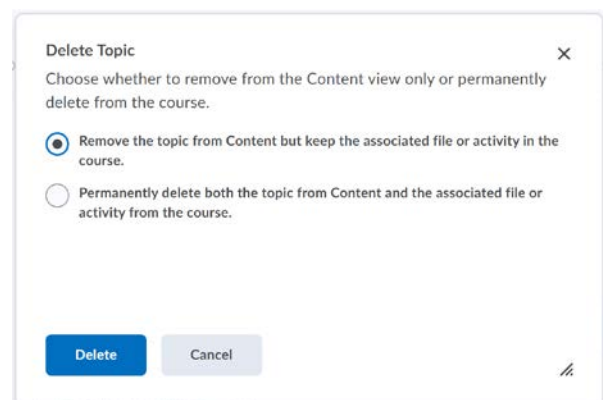 Delete Topic
Choose whether to remove from the Content view only or permanently
delete from the course.
Remove the topic from Content but keep the associated file or activity in the
course.
Permanently delete both the topic from Content and the associated file or
activity from the course.
Delete
Cancel